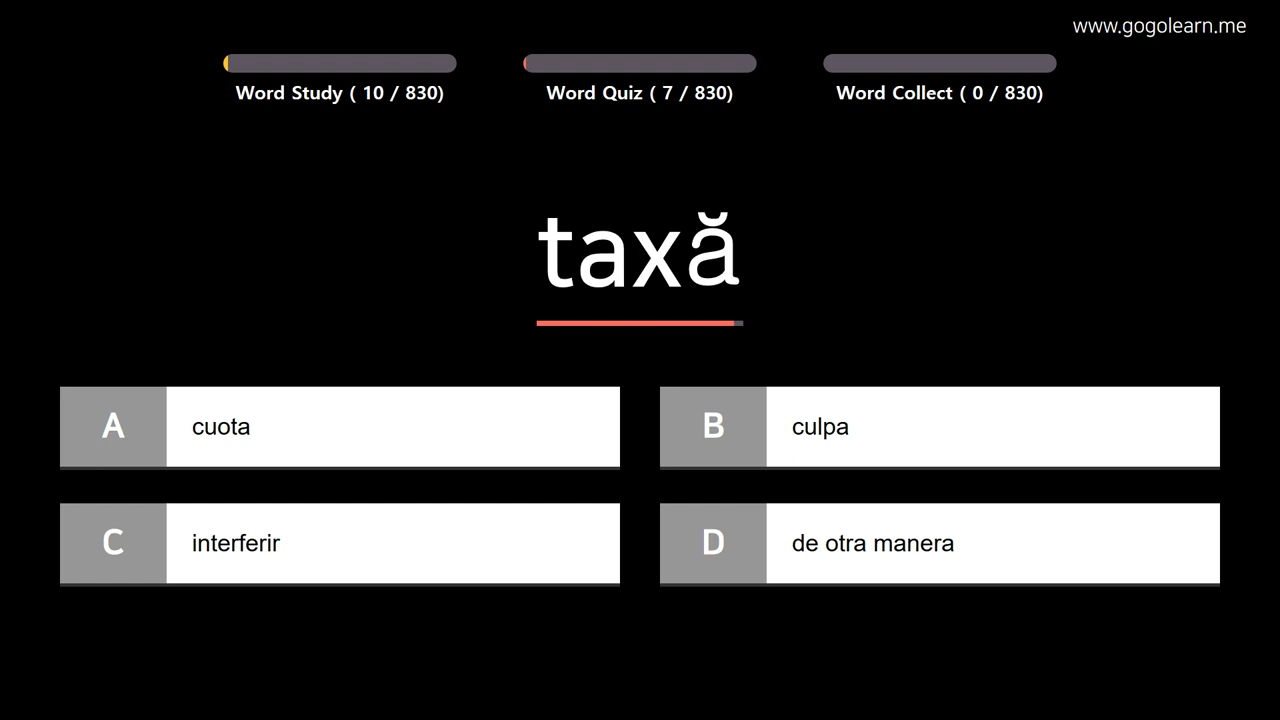 www.gogolearn.me
Word Study ( 10 / 830)
Word Quiz ( 7 / 830)
Word Collect ( 0 / 830)
taxă
A cuota
B culpa
C interferir
D de otra manera